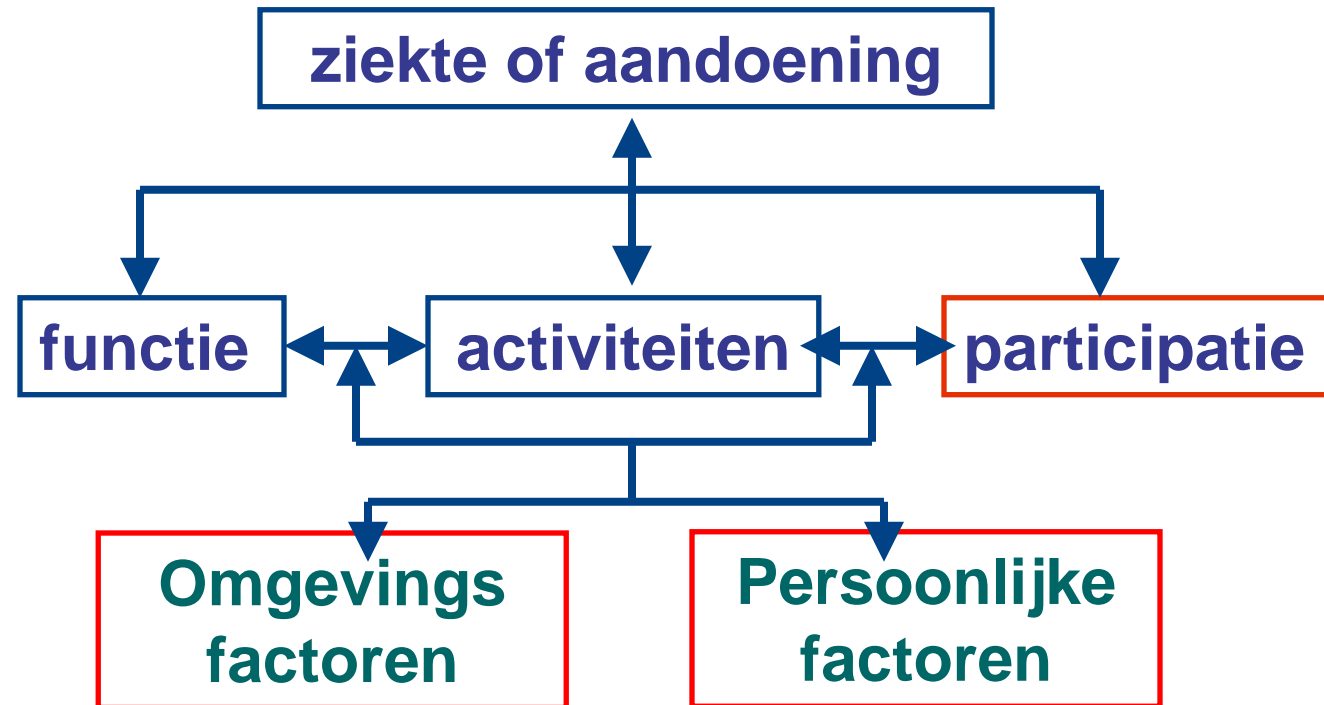 ziekte of aandoening
functie
activiteiten
participatie
Omgevings
factoren
Persoonlijke
factoren